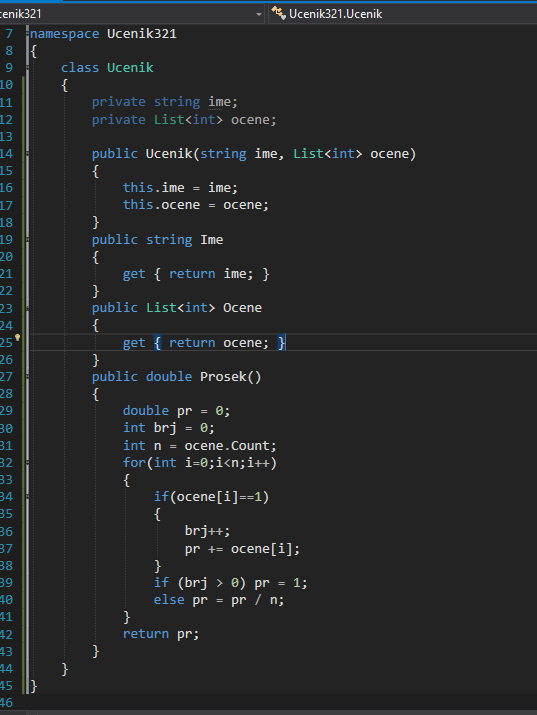 cenik321 Ucenik321.Ucenik
7 namespace Ucenik321
8 {
9 class Ucenik
10 {
11 private string ime;
12 private List<int> ocene;
13
14 public Ucenik(string ime, List<int> ocene)
15 {
16 this.ime = ime;
17 this.ocene = ocene;
18 }
19 public string Ime
20 {
21 get { return ime; }
22 }
23 public List<int> Ocene
24 {
25 get { return ocene; }
26 }
27 public double Prosek()
28 {
29 double pr = 0;
30 int brj = 0;
31 int n = ocene.Count;
32 for(int i=0;i<n;i++)
33 {
34 if(ocene[i]==1)
35 {
36 brj++;
37 pr += ocene[i];
38 }
39 if (brj > 0) pr = 1;
40 else pr = pr / n;
41 }
42 return pr;
43 }
44 }
45 }
46